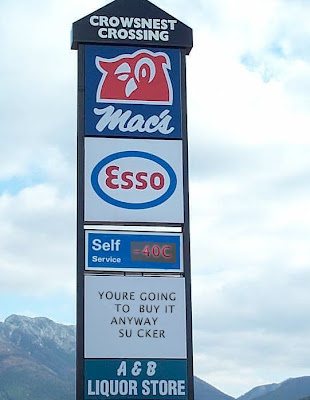 CROWSNEST
CROSSING
Mac's
Esso
Self
Service
-40C
YOURE GOING
TO BUY IT
ANYWAY
SU CKER
A & B
LIQUOR STORE